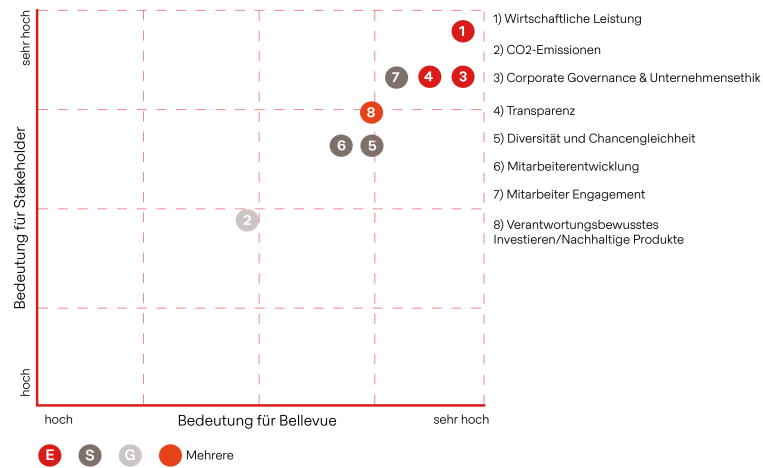 sehr hoch
Bedeutung für Stakeholder
hoch
1
7
4
3
8
6
5
2
1) Wirtschaftliche Leistung
2) CO2-Emissionen
3) Corporate Governance & Unternehmensethik
4) Transparenz
5) Diversität und Chancengleichheit
6) Mitarbeiterentwicklung
7) Mitarbeiter Engagement
8) Verantwortungsbewusstes
Investieren/Nachhaltige Produkte
hoch
Bedeutung für Bellevue
sehr hoch
E
S
G
Mehrere